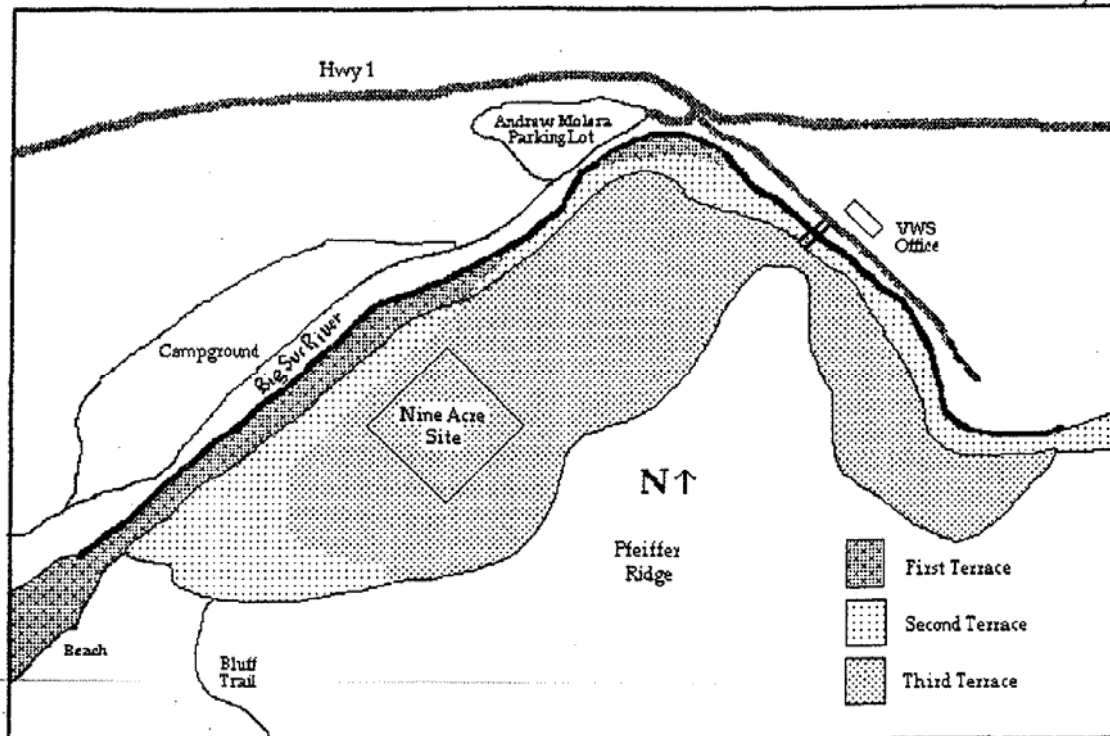 Hwy 1
Andrew Molera
Parking Lot
VWS
Office
Campground
Big Sur River
Nine Acre
Site
N↑
Pfeiffer
Ridge
First Terrace
Second Terrace
Third Terrace
Beach
Bluff
Trail